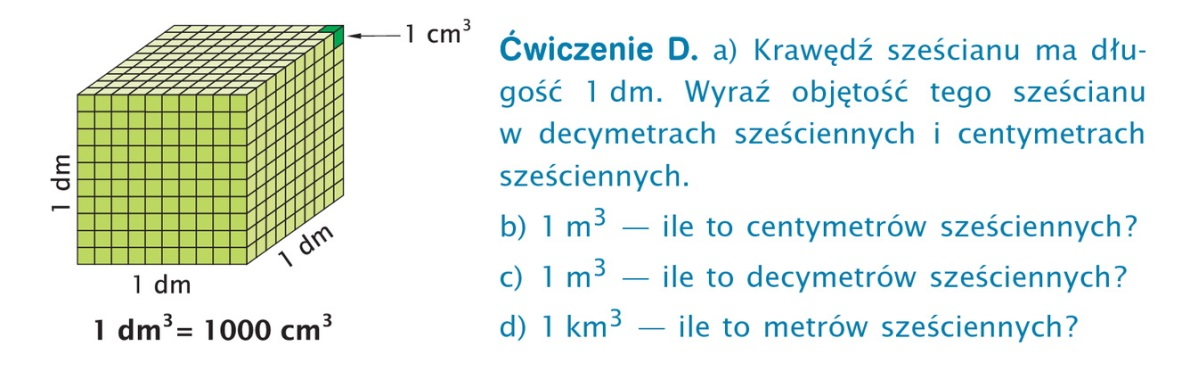 1 cm³
1 dm
1 dm
1 dm
1 dm³= 1000 cm³
Ćwiczenie D. a) Krawędź sześcianu ma dłu-
gość 1 dm. Wyraź objętość tego sześcianu
w decymetrach sześciennych i centymetrach
sześciennych.
b) 1 m³ — ile to centymetrów sześciennych?
c) 1 m³ — ile to decymetrów sześciennych?
d) 1 km³ — ile to metrów sześciennych?